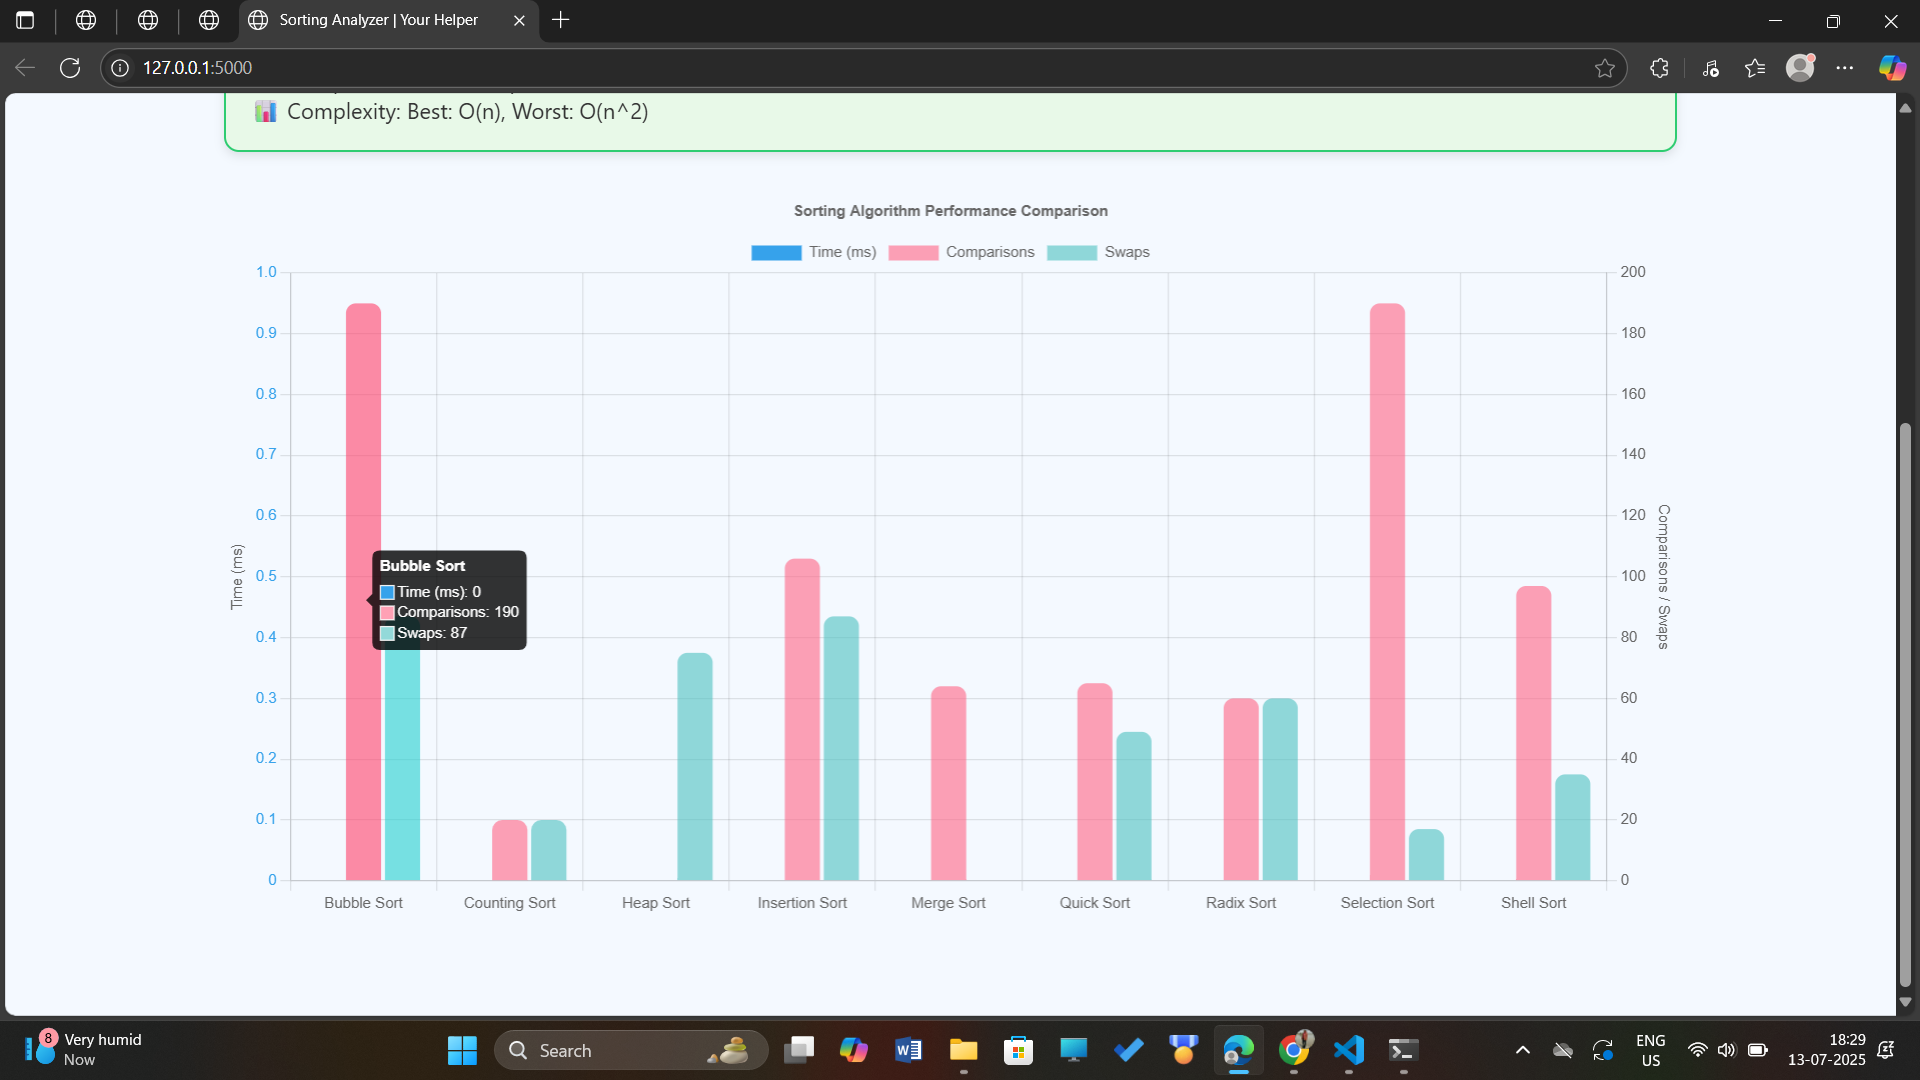 Sorting Analyzer | Your Helper
127.0.0.1:5000
Complexity: Best: O(n), Worst: O(n^2)
Sorting Algorithm Performance Comparison
Time (ms) Comparisons Swaps
1.0
0.9
0.8
0.7
0.6
0.5
0.4
0.3
0.2
0.1
0
Time (ms)
Bubble Sort
Time (ms): 0
Comparisons: 190
Swaps: 87
200
180
160
140
120
100
80
60
40
20
0
Comparisons / Swaps
Bubble Sort Counting Sort Heap Sort Insertion Sort Merge Sort Quick Sort Radix Sort Selection Sort Shell Sort
8
Very humid
Now
Search
ENG
US
18:29
13-07-2025